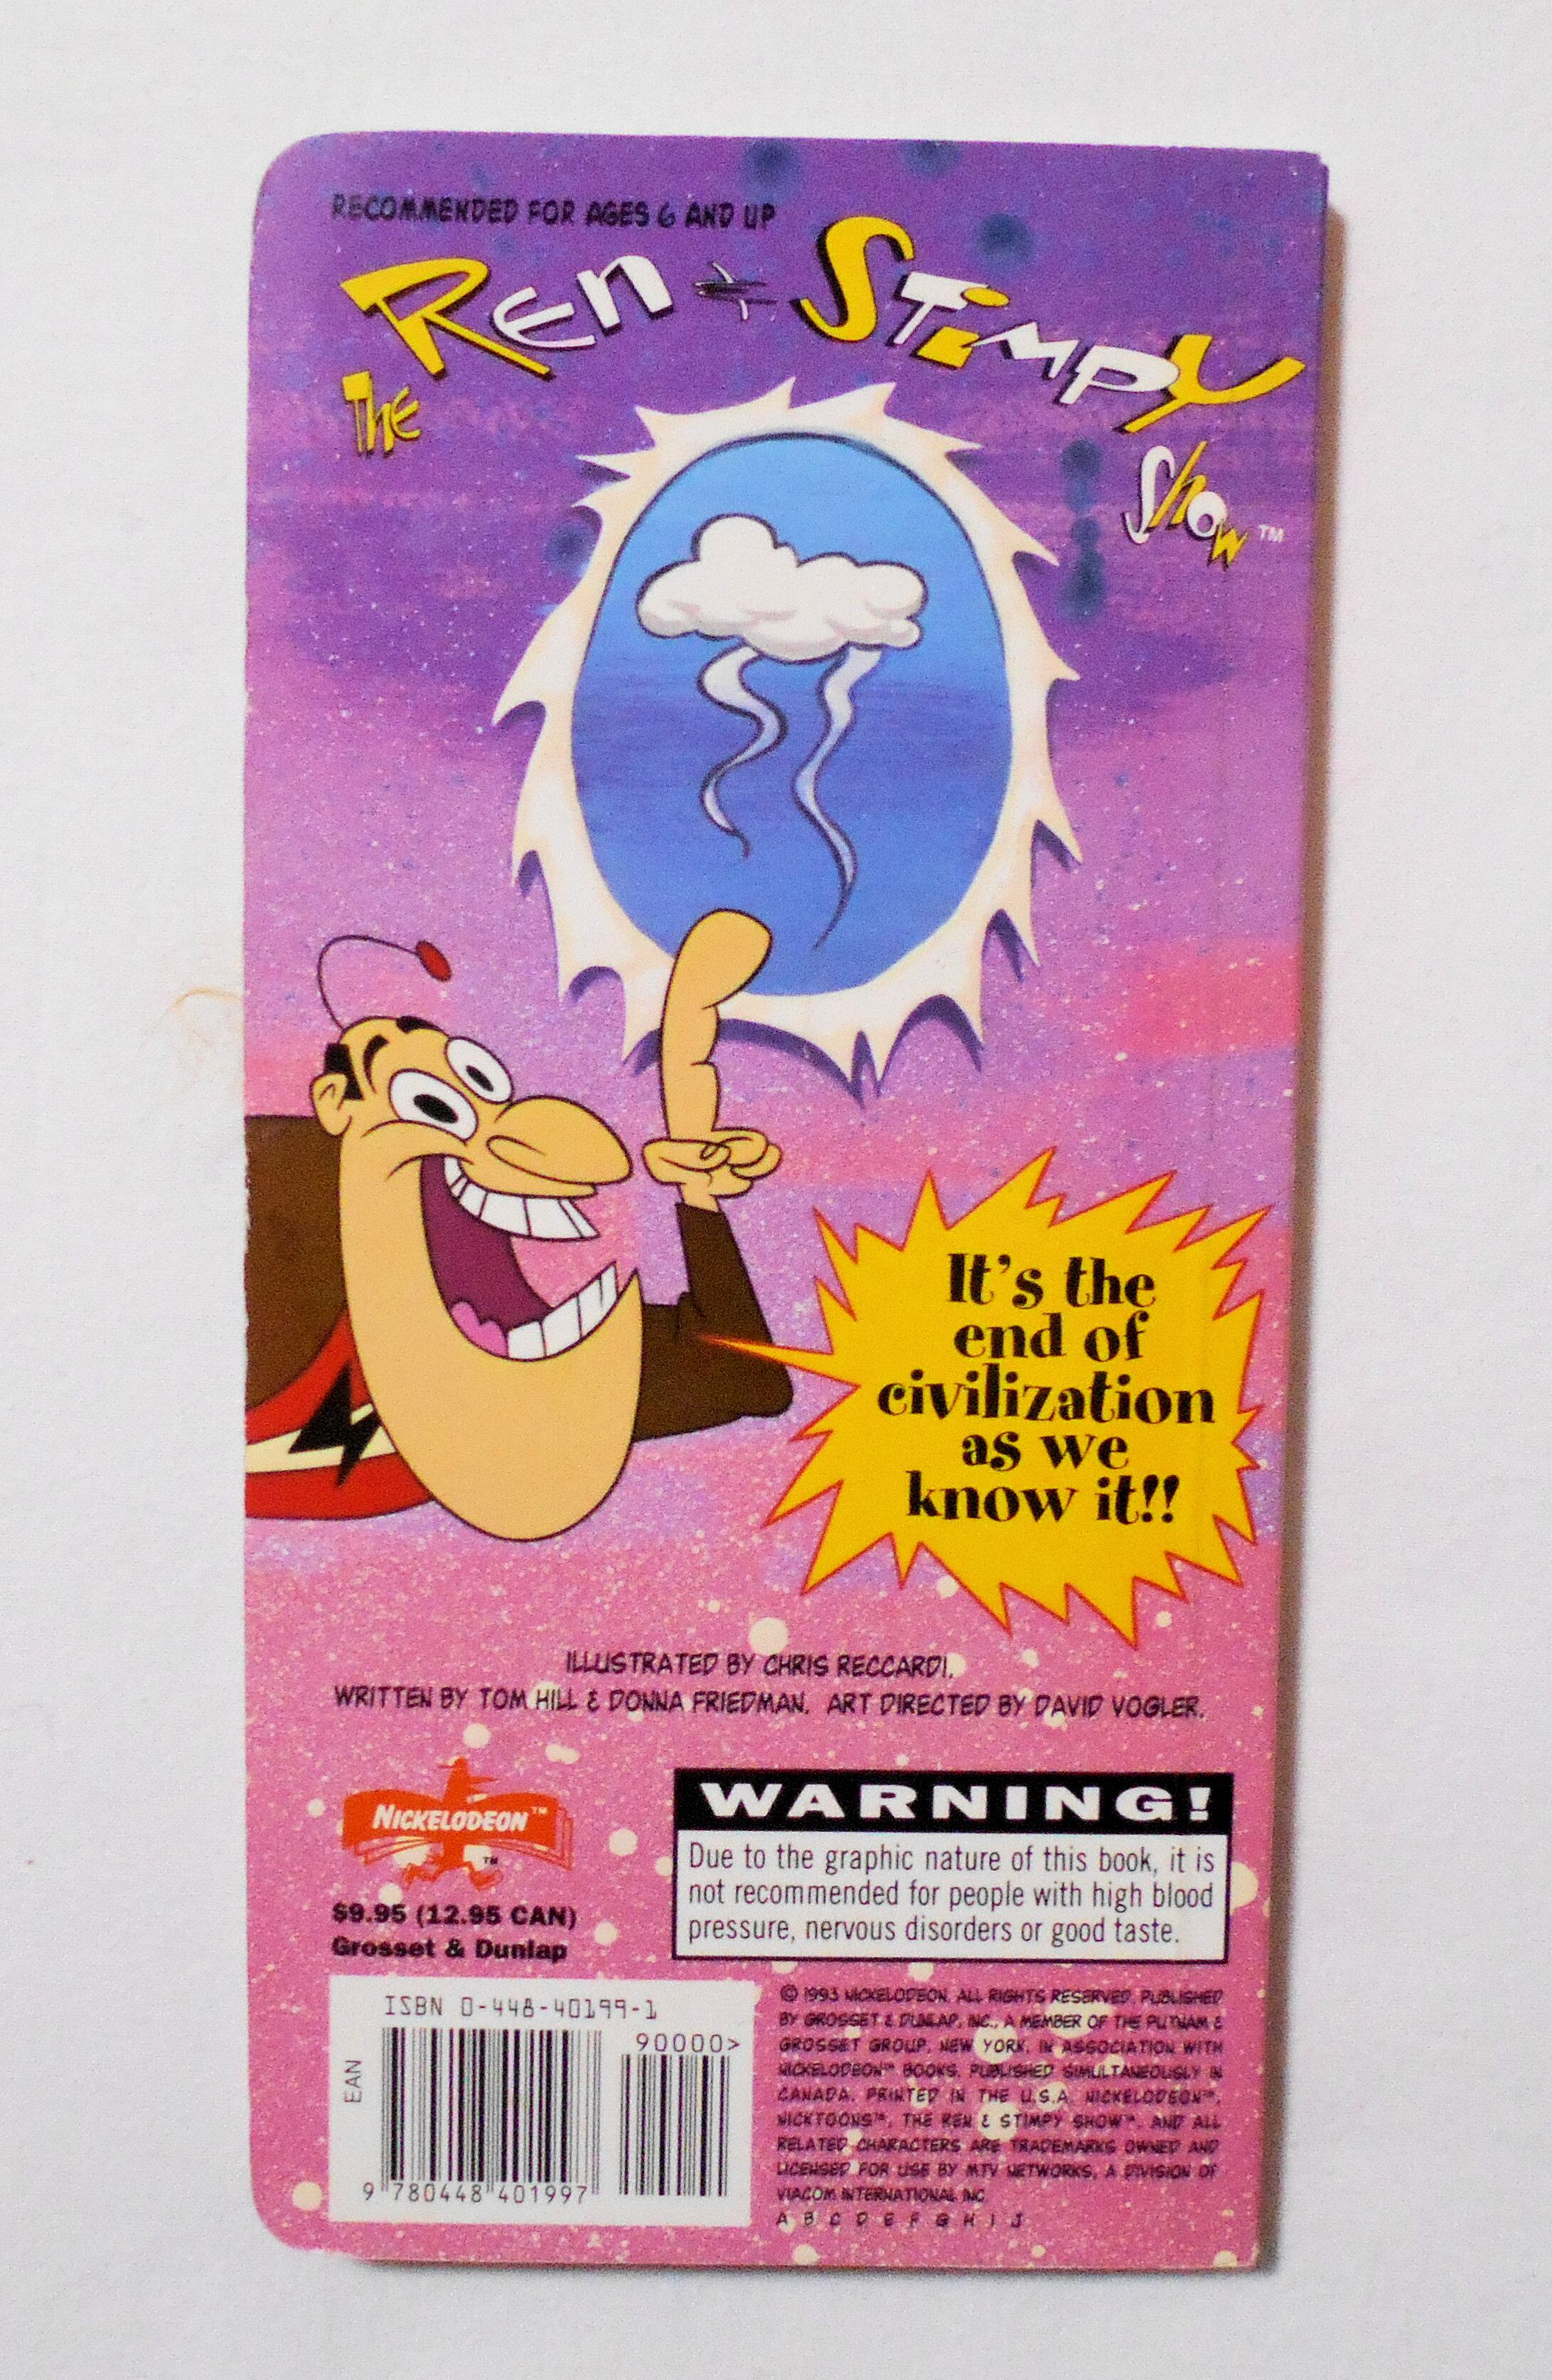 RECOMMENDED FOR AGES 6 AND UP
The Ren + Stimpy Show™
It's the
end of
civilization
as we
know it!!
ILLUSTRATED BY CHRIS RECCARDI.
WRITTEN BY TOM HILL & DONNA FRIEDMAN. ART DIRECTED BY DAVID VOGLER.
NICKELODEON™
™
$9.95 (12.95 CAN)
Grosset & Dunlap
WARNING!
Due to the graphic nature of this book, it is
not recommended for people with high blood
pressure, nervous disorders or good taste.
ISBN 0-448-40199-1
90000>
EAN
9 780448 401997
© 1993 NICKELODEON. ALL RIGHTS RESERVED. PUBLISHED
BY GROSSET & DUNLAP, INC., A MEMBER OF THE PUTNAM &
GROSSET GROUP, NEW YORK, IN ASSOCIATION WITH
NICKELODEON™ BOOKS. PUBLISHED SIMULTANEOUSLY IN
CANADA. PRINTED IN THE U.S.A. NICKELODEON™,
NICKTOONS™, THE REN & STIMPY SHOW™, AND ALL
RELATED CHARACTERS ARE TRADEMARKS OWNED AND
LICENSED FOR USE BY MTV NETWORKS, A DIVISION OF
VIACOM INTERNATIONAL INC.
A B C D E F G H I J